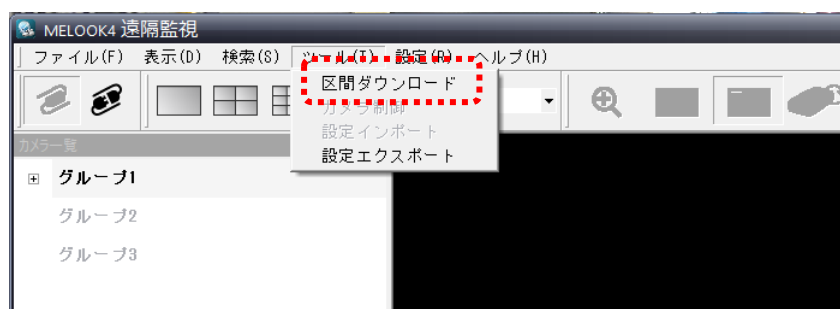 MELOOK4 遠隔監視
ファイル(F) 表示(D) 検索(S) ツール(T) 設定(R) ヘルプ(H)
区間ダウンロード
カメラ制御
設定インポート
設定エクスポート
カメラ一覧
グループ1
グループ2
グループ3